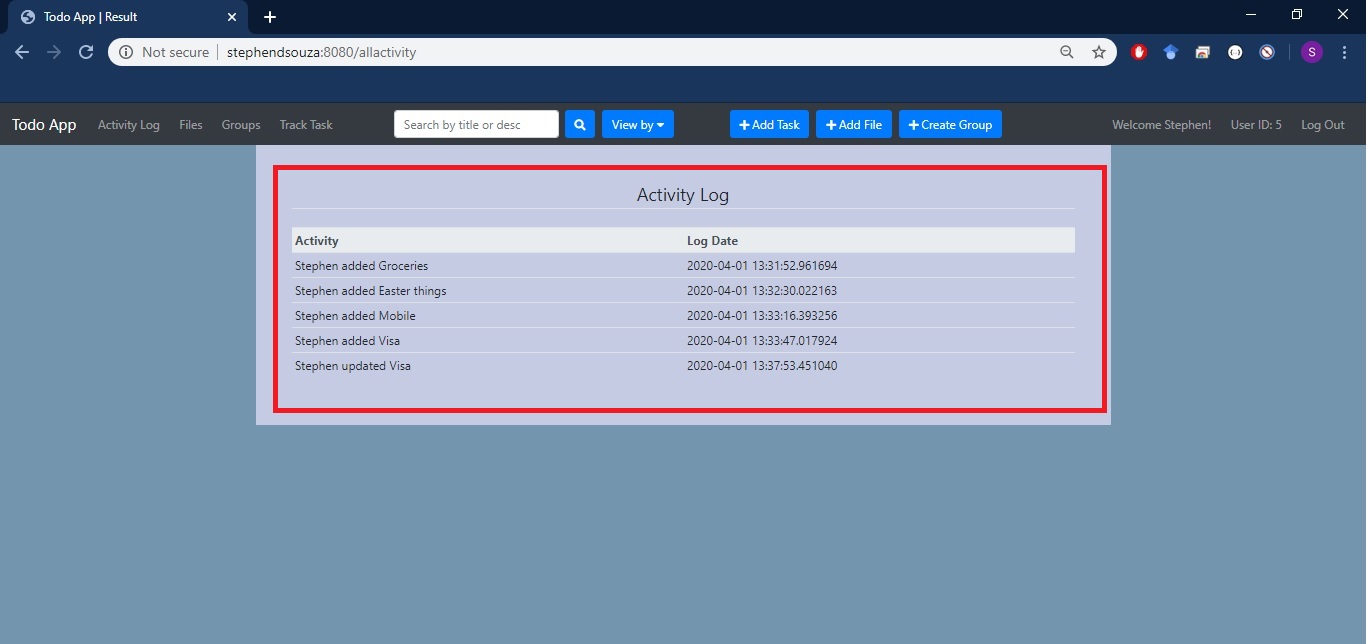 Todo App | Result
Not secure stephendsouza:8080/allactivity
S
Todo App Activity Log Files Groups Track Task Search by title or desc View by Add Task Add File Create Group Welcome Stephen! User ID: 5 Log Out
Activity Log
Activity Log Date
Stephen added Groceries 2020-04-01 13:31:52.961694
Stephen added Easter things 2020-04-01 13:32:30.022163
Stephen added Mobile 2020-04-01 13:33:16.393256
Stephen added Visa 2020-04-01 13:33:47.017924
Stephen updated Visa 2020-04-01 13:37:53.451040